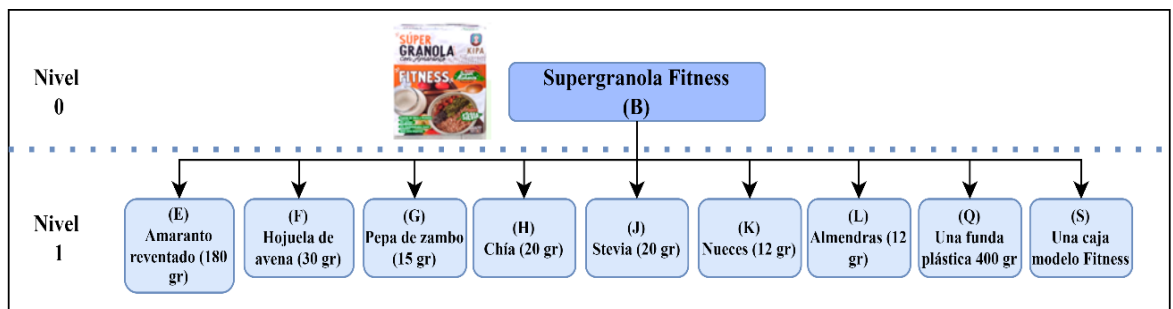 SÚPER
GRANOLA
con Amaranto
KIPA
FITNESS
Nivel
0
Supergranola Fitness
(B)
Nivel
1
(E)
Amaranto
reventado (180
gr)
(F)
Hojuela de
avena (30 gr)
(G)
Pepa de zambo
(15 gr)
(H)
Chía (20 gr)
(J)
Stevia (20 gr)
(K)
Nueces (12 gr)
(L)
Almendras (12
gr)
(Q)
Una funda
plástica 400 gr
(S)
Una caja
modelo Fitness